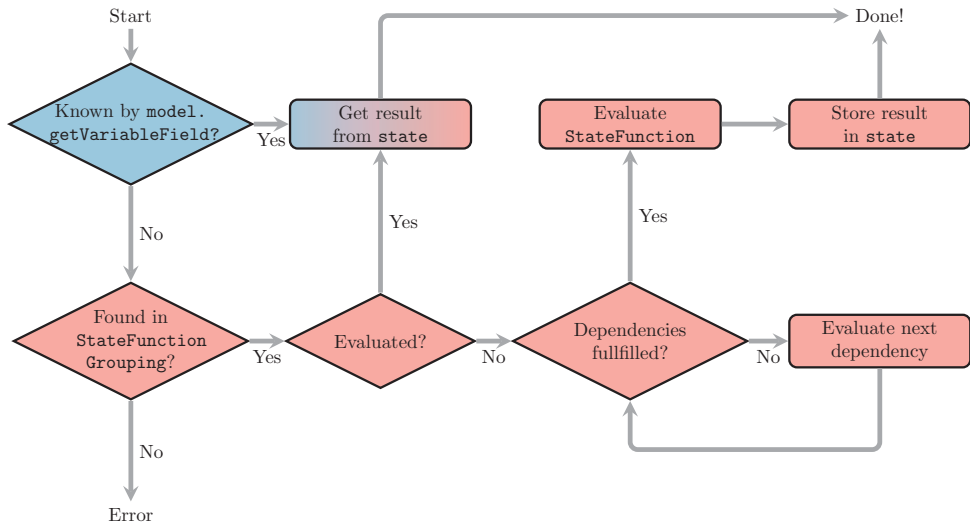 Start
Done!
Known by model.
getVariableField?
Yes
Get result
from state
Evaluate
StateFunction
Store result
in state
No
Yes
Yes
Found in
StateFunction
Grouping?
Yes
Evaluated?
No
Dependencies
fullfilled?
No
Evaluate next
dependency
No
Error